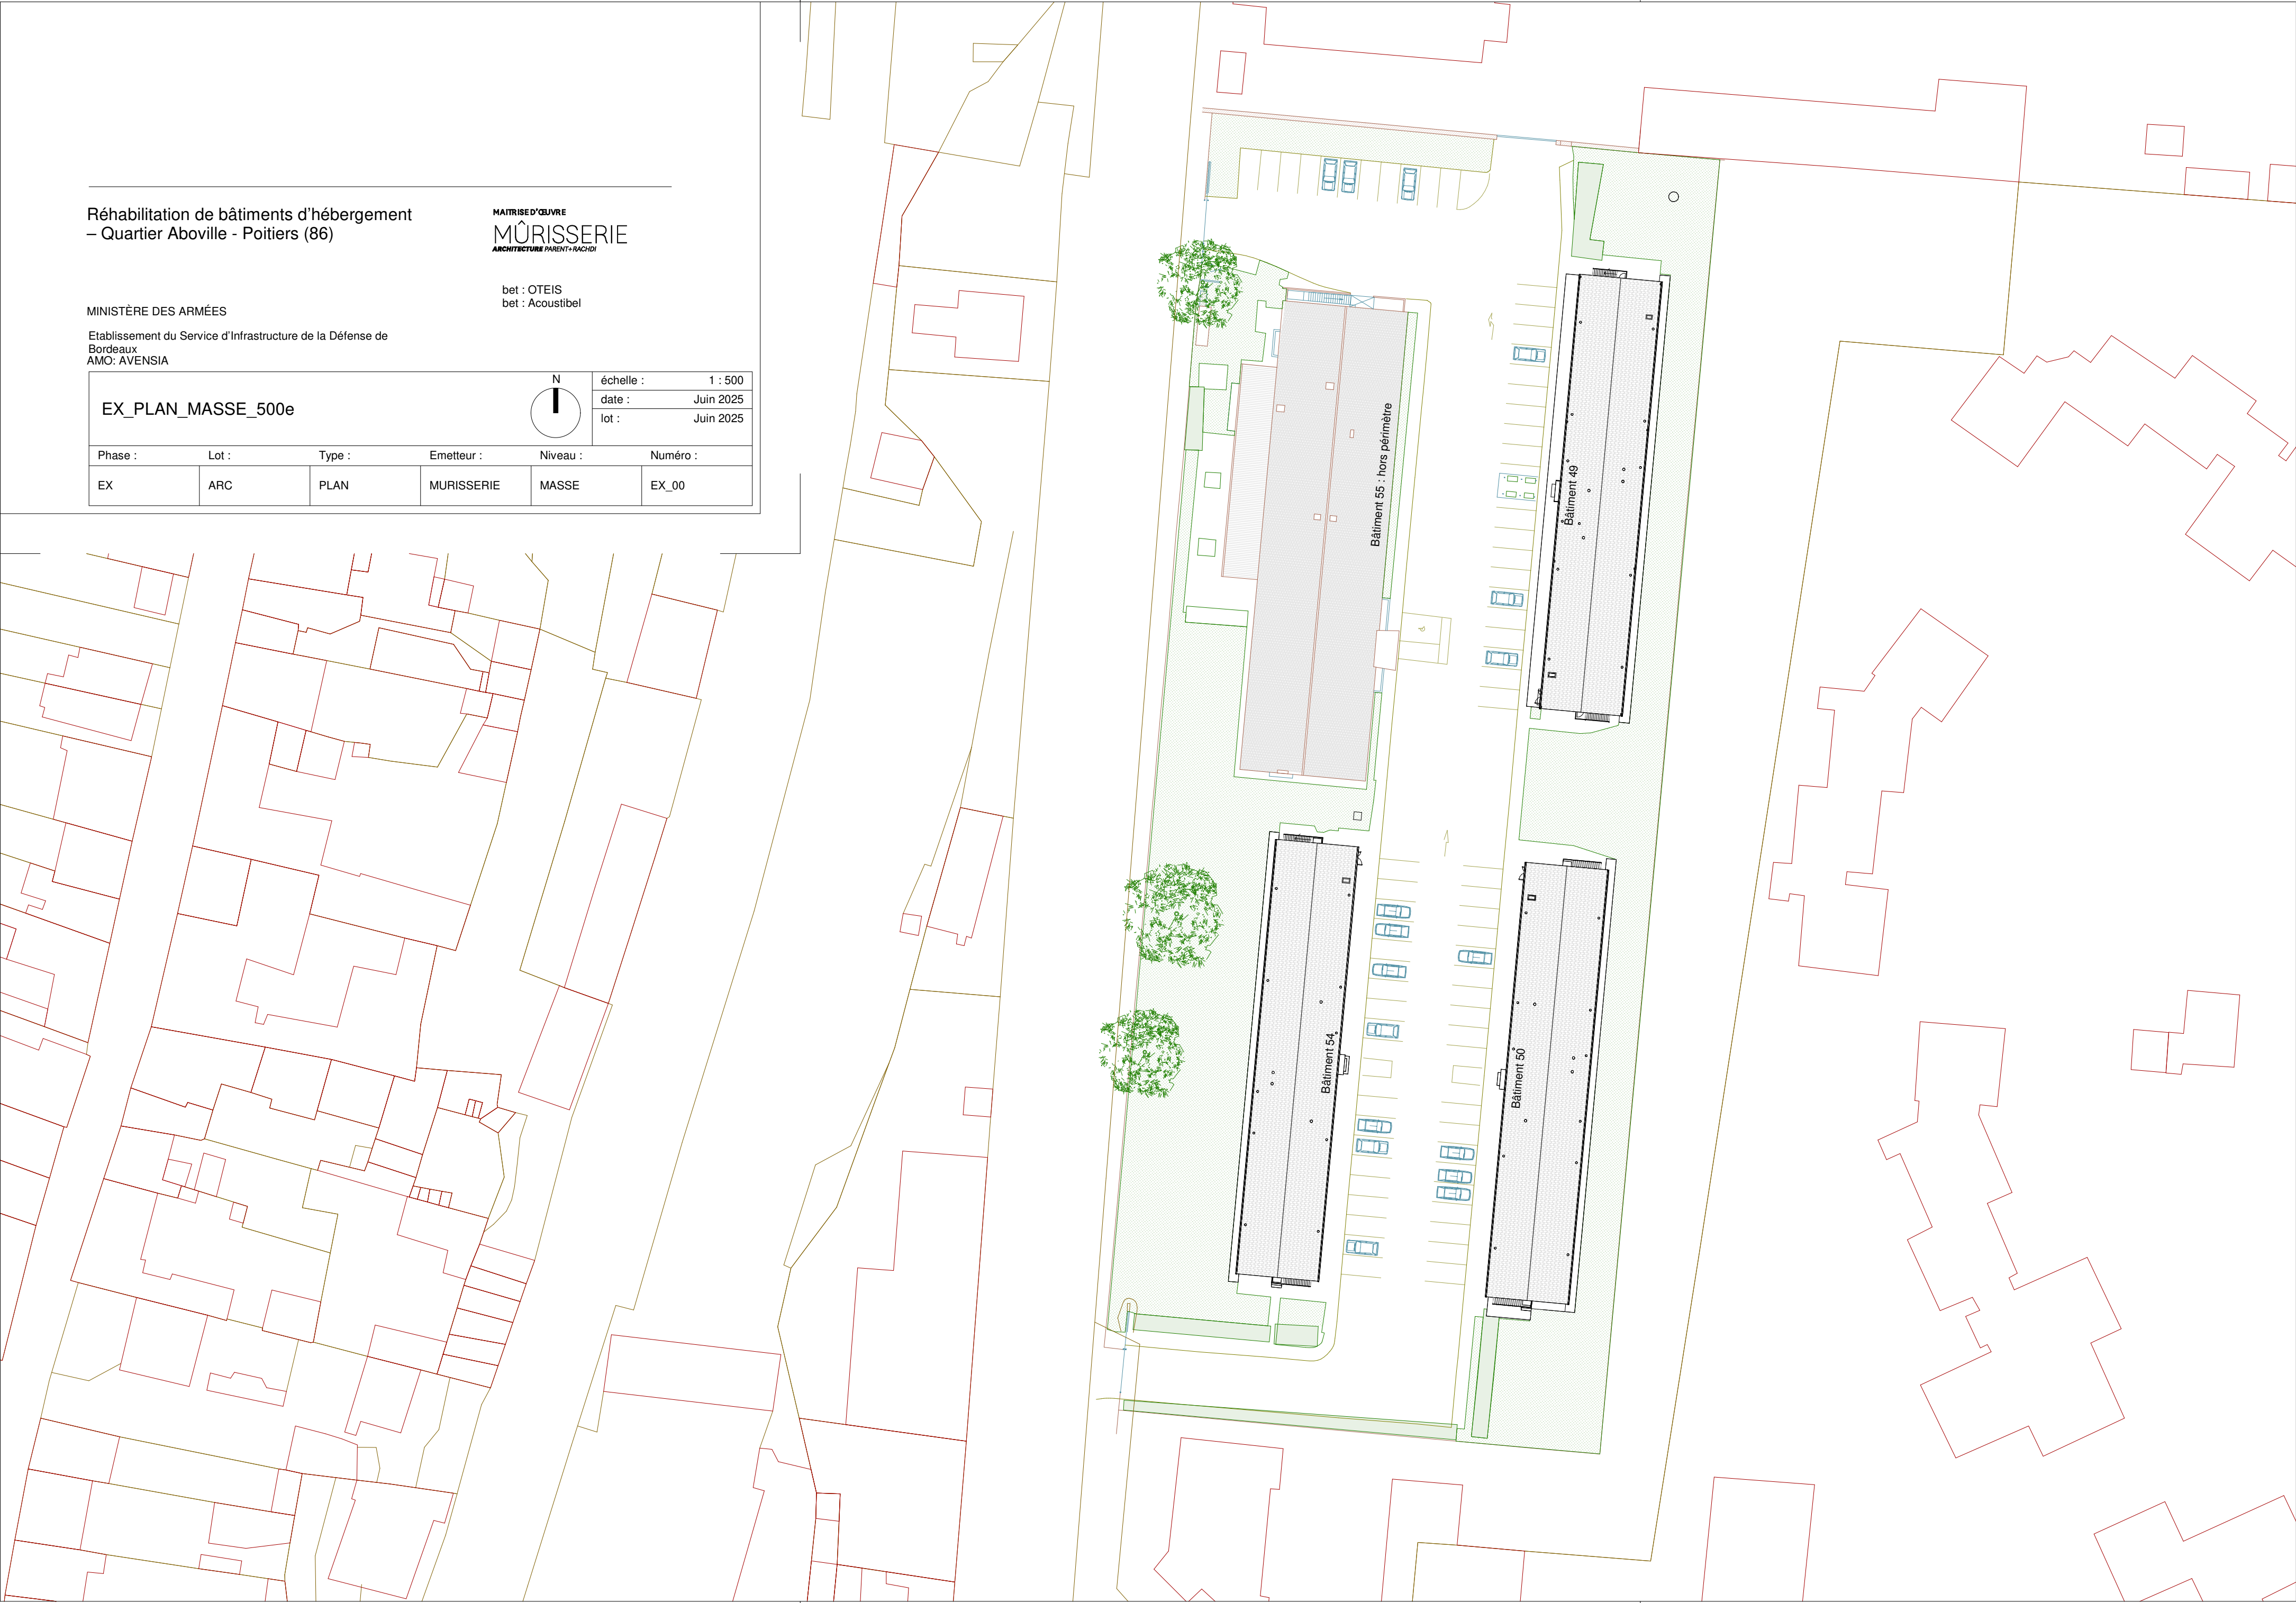 Réhabilitation de bâtiments d'hébergement
– Quartier Aboville - Poitiers (86)
MAITRISE D'ŒUVRE
MÛRISSERIE
ARCHITECTURE PARENT+RACHDI
bet : OTEIS
bet : Acoustibel
MINISTÈRE DES ARMÉES
Etablissement du Service d'Infrastructure de la Défense de
Bordeaux
AMO: AVENSIA
EX_PLAN_MASSE_500e
N
échelle : 1 : 500
date : Juin 2025
lot : Juin 2025
Phase : Lot : Type : Emetteur : Niveau : Numéro :
EX ARC PLAN MURISSERIE MASSE EX_00
Bâtiment 55 : hors périmètre
Bâtiment 49
Bâtiment 54
Bâtiment 50